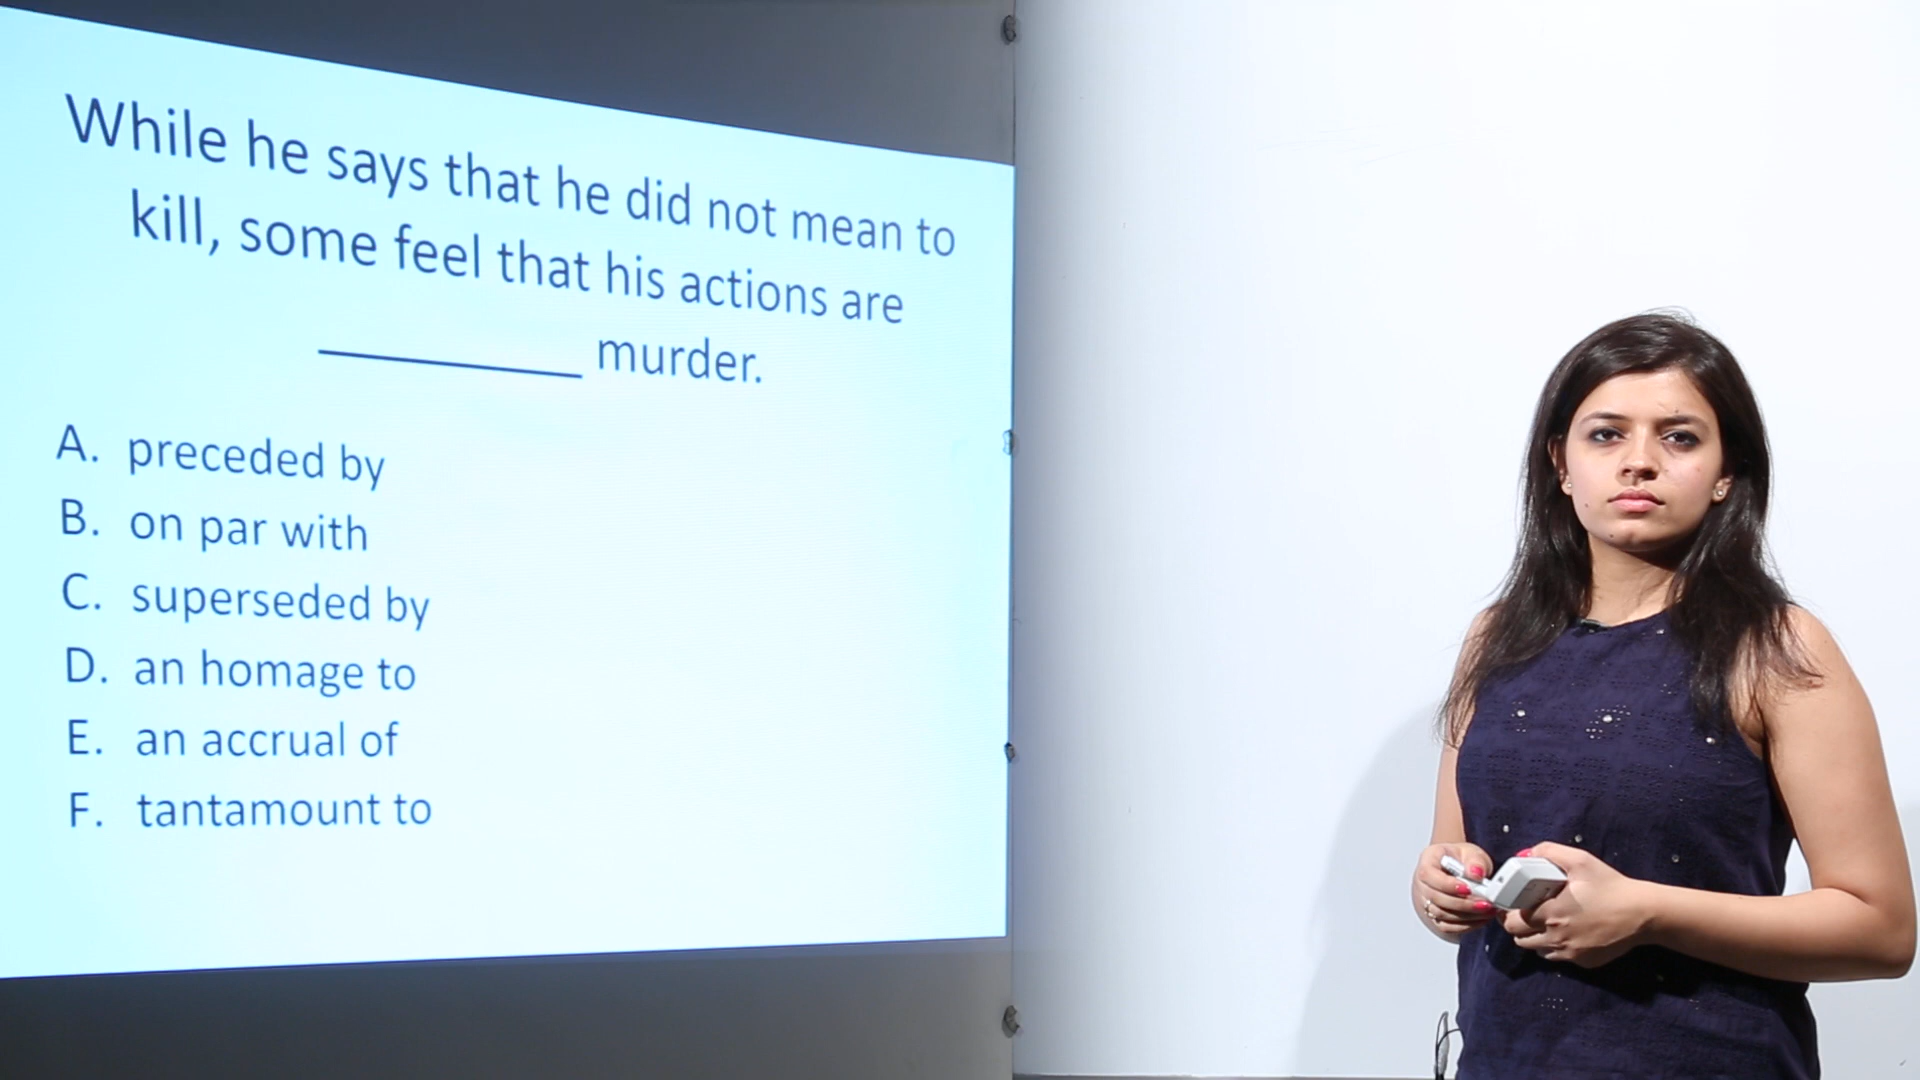 While he says that he did not mean to
kill, some feel that his actions are
__________ murder.
A. preceded by
B. on par with
C. superseded by
D. an homage to
E. an accrual of
F. tantamount to